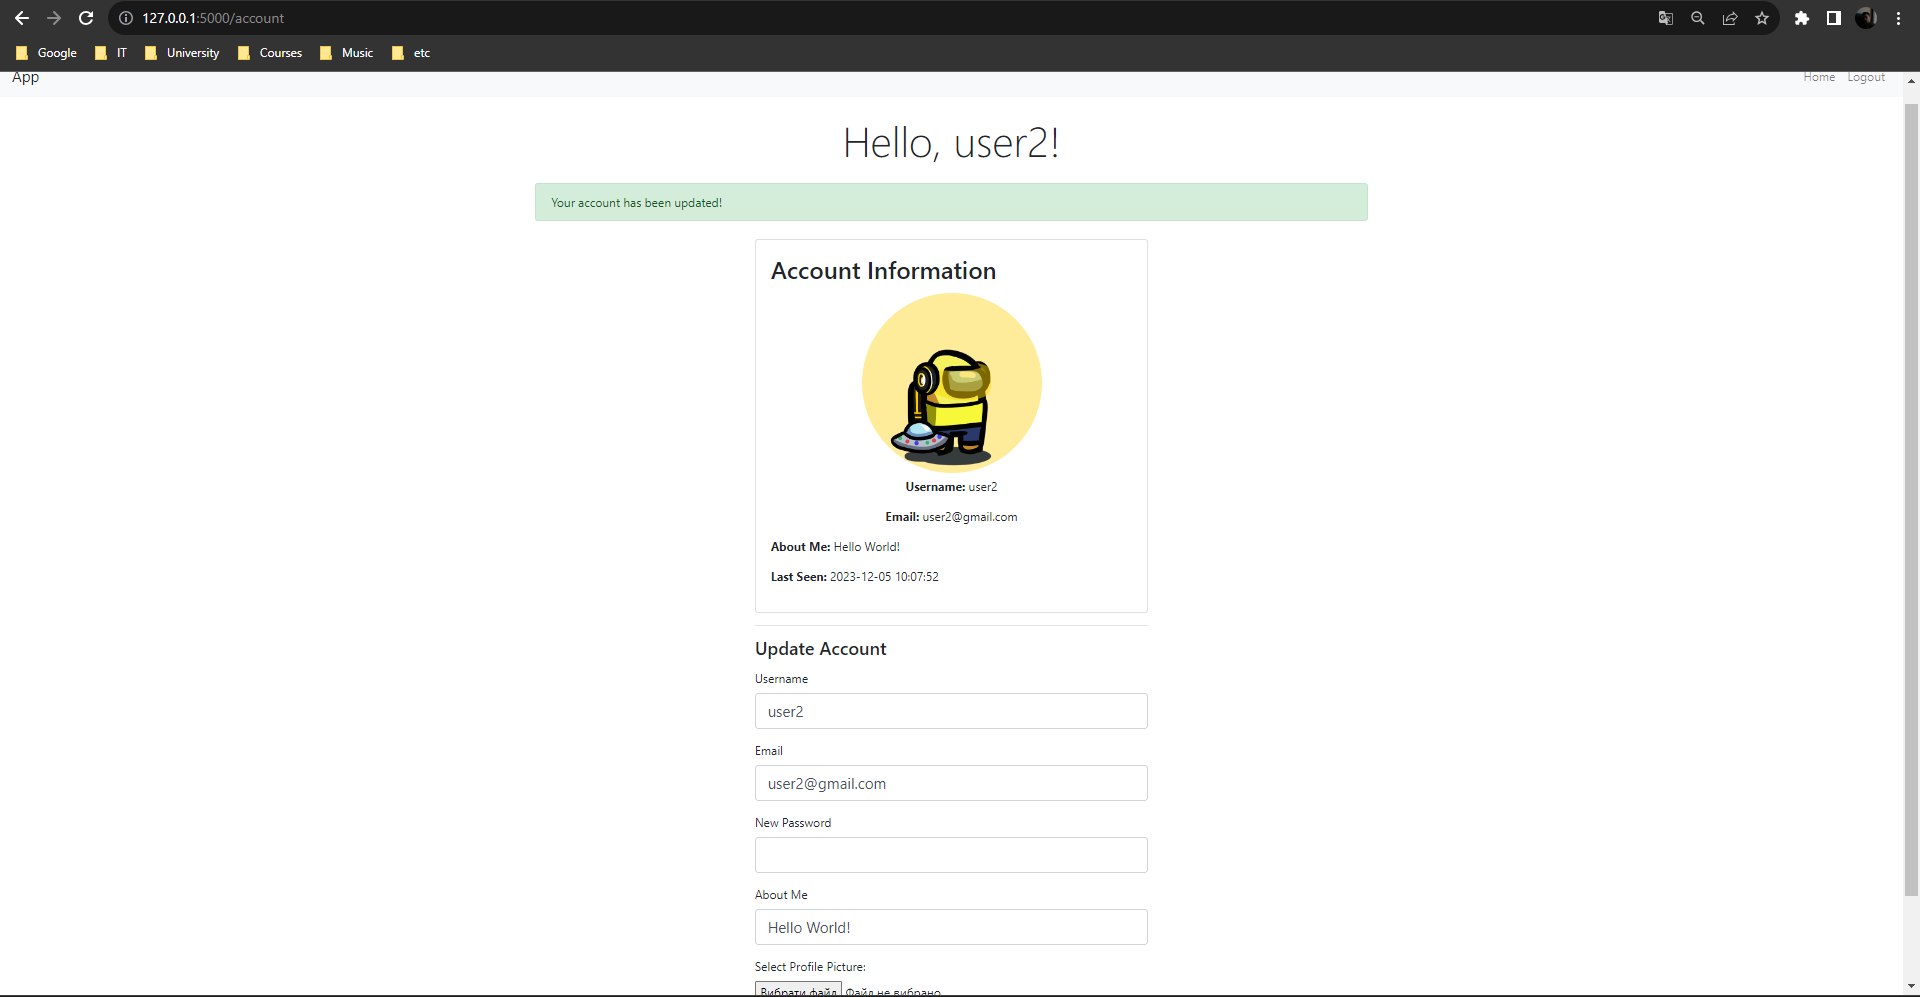 127.0.0.1:5000/account
Google IT University Courses Music etc
App Home Logout
Hello, user2!
Your account has been updated!
Account Information
Username: user2
Email: user2@gmail.com
About Me: Hello World!
Last Seen: 2023-12-05 10:07:52
Update Account
Username
user2
Email
user2@gmail.com
New Password
About Me
Hello World!
Select Profile Picture:
Вибрати файл Файл не вибрано